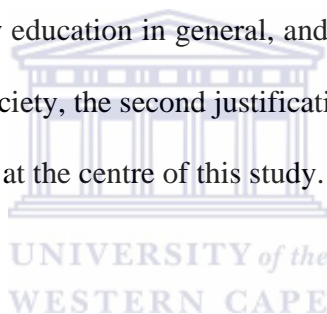 education in general, and
ciety, the second justificati
at the centre of this study.
UNIVERSITY of the
WESTERN CAPE